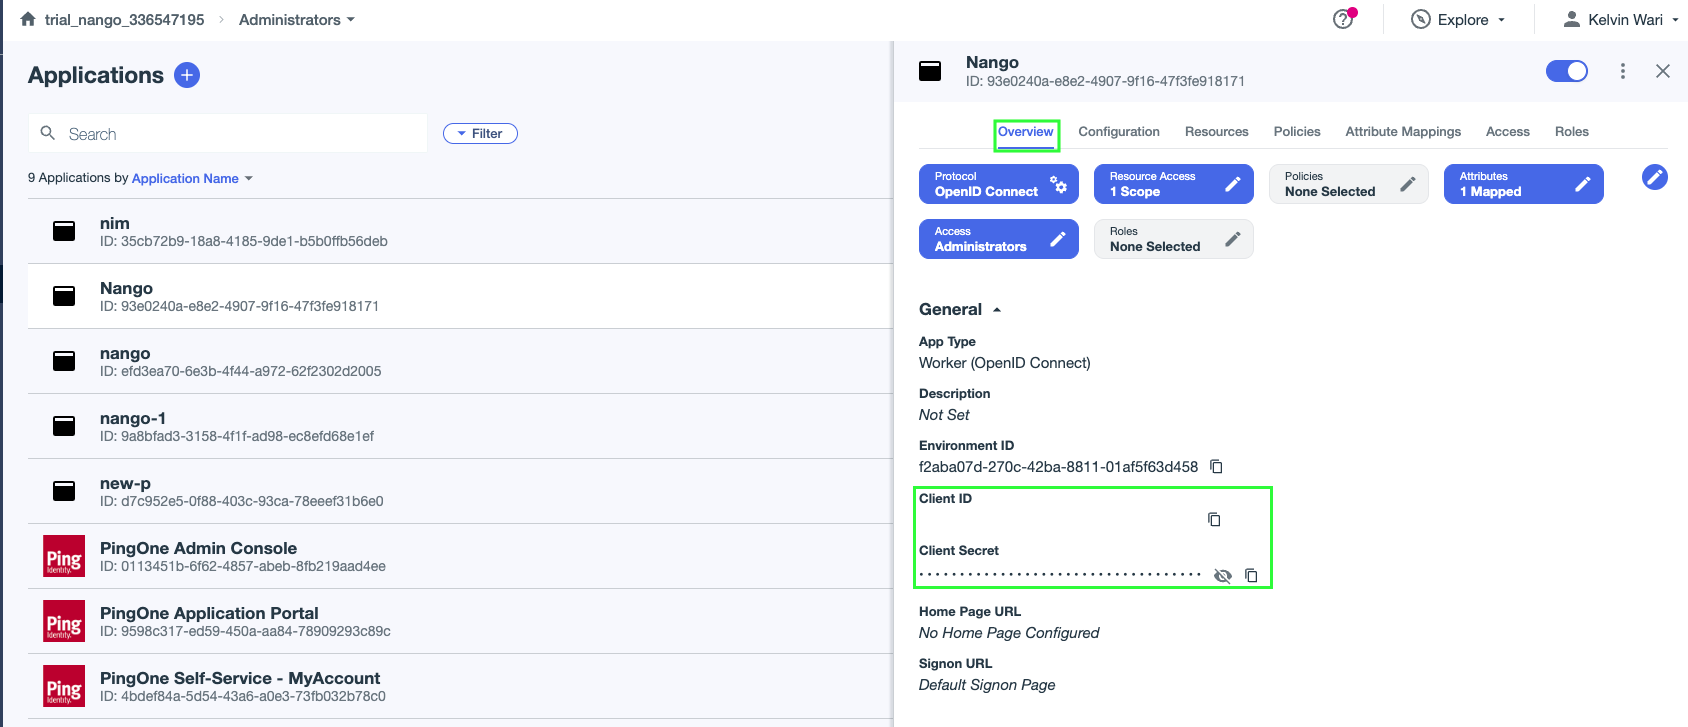 trial_nango_336547195 > Administrators
Explore
Kelvin Wari
Applications
Search
Filter
9 Applications by Application Name
nim
ID: 35cb72b9-18a8-4185-9de1-b5b0ffb56deb
Nango
ID: 93e0240a-e8e2-4907-9f16-47f3fe918171
nango
ID: efd3ea70-6e3b-4f44-a972-62f2302d2005
nango-1
ID: 9a8bfad3-3158-4f1f-ad98-ec8efd68e1ef
new-p
ID: d7c952e5-0f88-403c-93ca-78eeef31b6e0
Ping
Identity.
PingOne Admin Console
ID: 0113451b-6f62-4857-abeb-8fb219aad4ee
Ping
Identity.
PingOne Application Portal
ID: 9598c317-ed59-450a-aa84-78909293c89c
Ping
Identity.
PingOne Self-Service - MyAccount
ID: 4bdef84a-5d54-43a6-a0e3-73fb032b78c0
Nango
ID: 93e0240a-e8e2-4907-9f16-47f3fe918171
Overview Configuration Resources Policies Attribute Mappings Access Roles
Protocol
OpenID Connect
Resource Access
1 Scope
Policies
None Selected
Attributes
1 Mapped
Access
Administrators
Roles
None Selected
General
App Type
Worker (OpenID Connect)
Description
Not Set
Environment ID
f2aba07d-270c-42ba-8811-01af5f63d458
Client ID
Client Secret
Home Page URL
No Home Page Configured
Signon URL
Default Signon Page